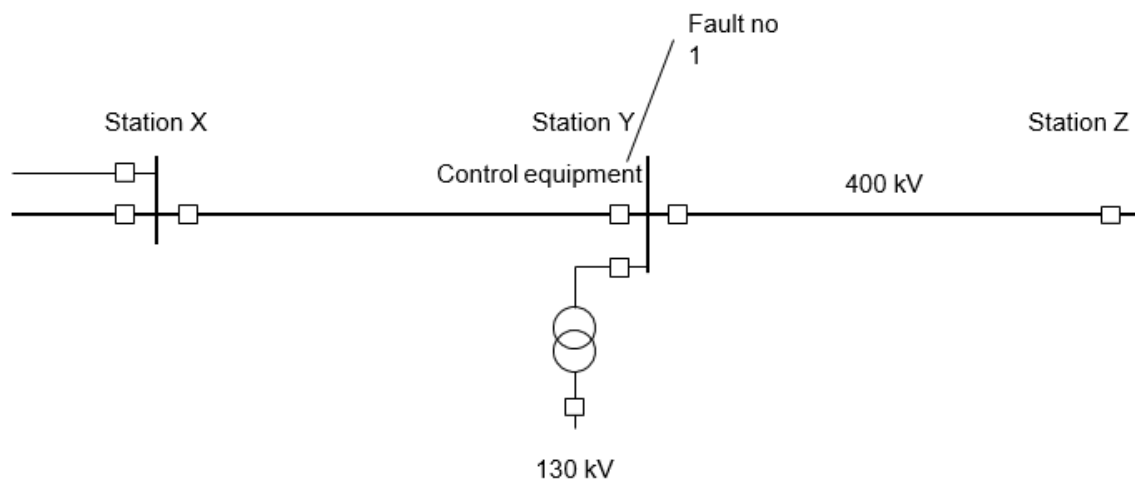 Fault no
1
Station X
Station Y
Station Z
Control equipment
400 kV
130 kV